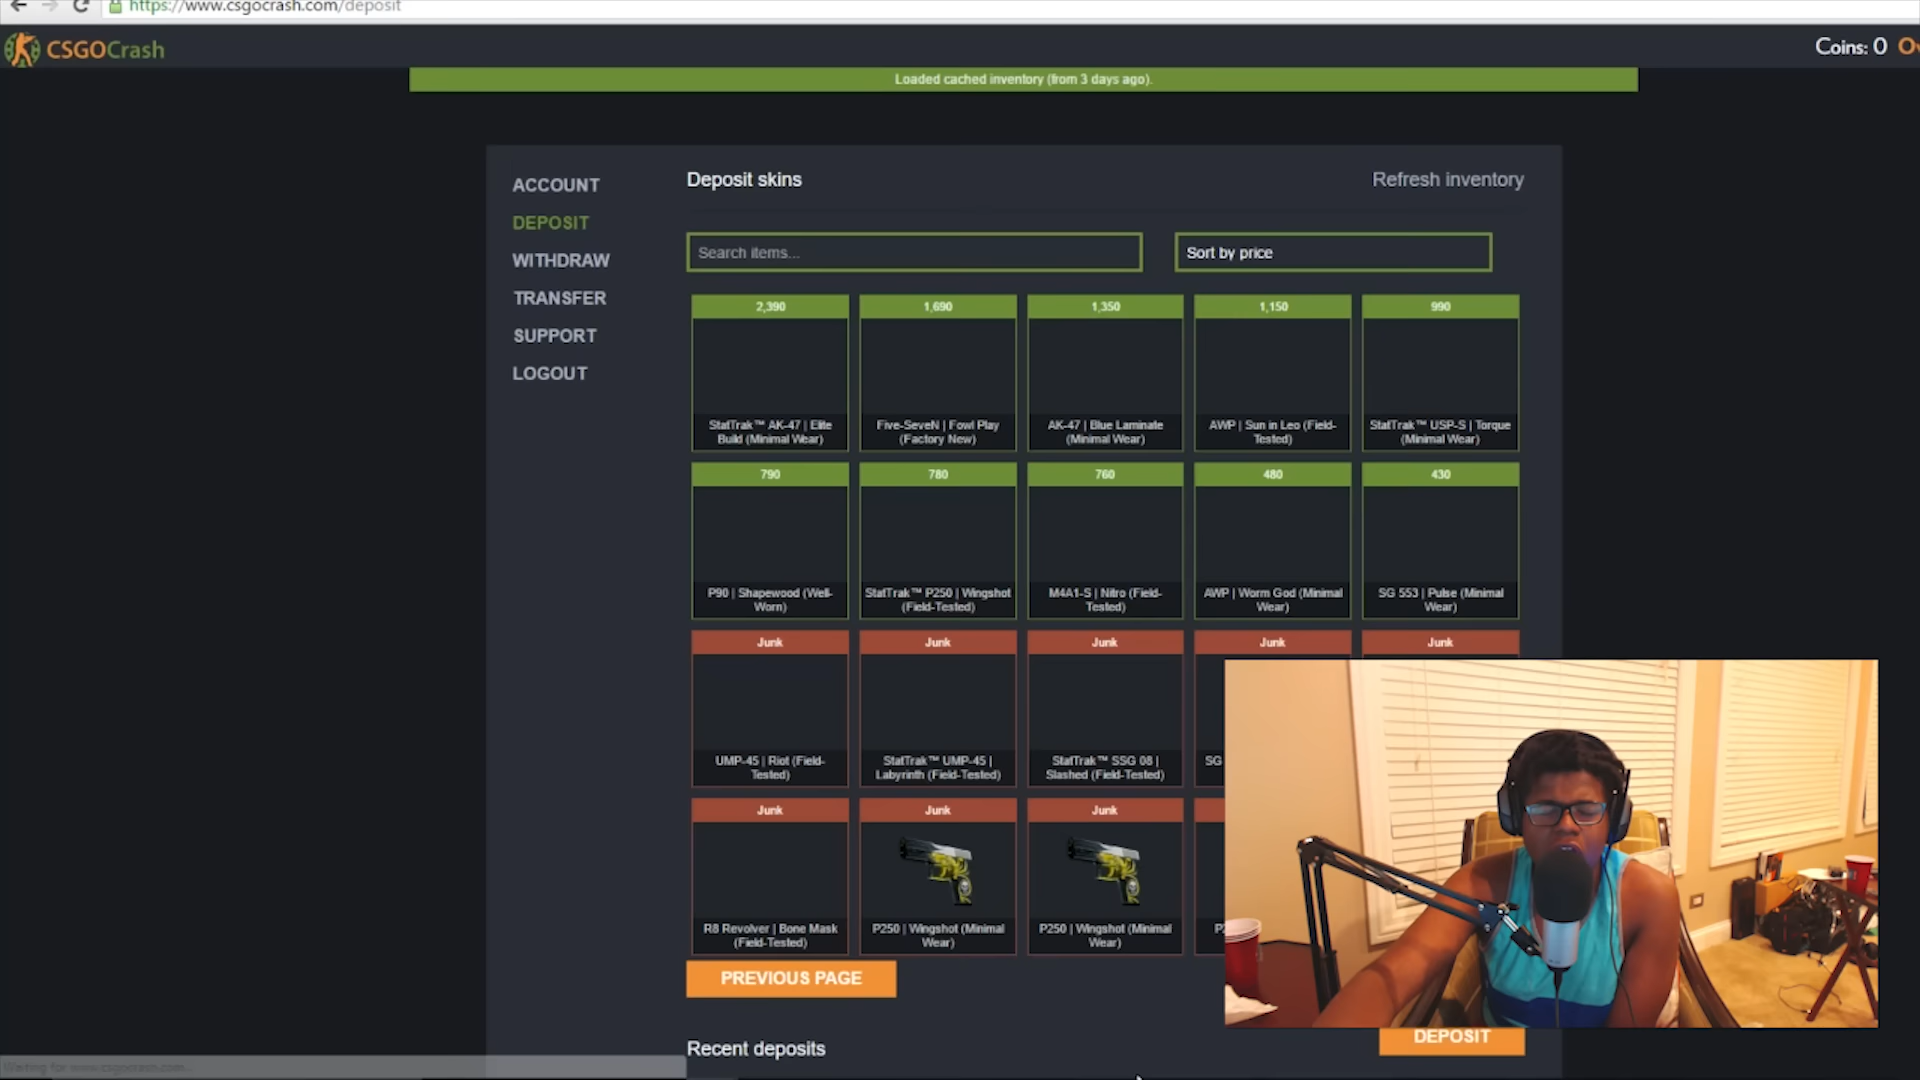 https://www.csgocrash.com/deposit
CSGOCrash
Coins: 0
Loaded cached inventory (from 3 days ago).
ACCOUNT
DEPOSIT
WITHDRAW
TRANSFER
SUPPORT
LOGOUT
Deposit skins
Refresh inventory
Search items...
Sort by price
2,390
1,690
1,350
1,150
990
StatTrak™ AK-47 | Elite
Build (Minimal Wear)
Five-SeveN | Fowl Play
(Factory New)
AK-47 | Blue Laminate
(Minimal Wear)
AWP | Sun in Leo (Field-
Tested)
StatTrak™ USP-S | Torque
(Minimal Wear)
790
780
760
480
430
P90 | Shapewood (Well-
Worn)
StatTrak™ P250 | Wingshot
(Field-Tested)
M4A1-S | Nitro (Field-
Tested)
AWP | Worm God (Minimal
Wear)
SG 553 | Pulse (Minimal
Wear)
Junk
Junk
Junk
Junk
Junk
UMP-45 | Riot (Field-
Tested)
StatTrak™ UMP-45 |
Labyrinth (Field-Tested)
StatTrak™ SSG 08 |
Slashed (Field-Tested)
SG
Junk
Junk
Junk
R8 Revolver | Bone Mask
(Field-Tested)
P250 | Wingshot (Minimal
Wear)
P250 | Wingshot (Minimal
Wear)
PREVIOUS PAGE
DEPOSIT
Recent deposits
Waiting for www.csgocrash.com...